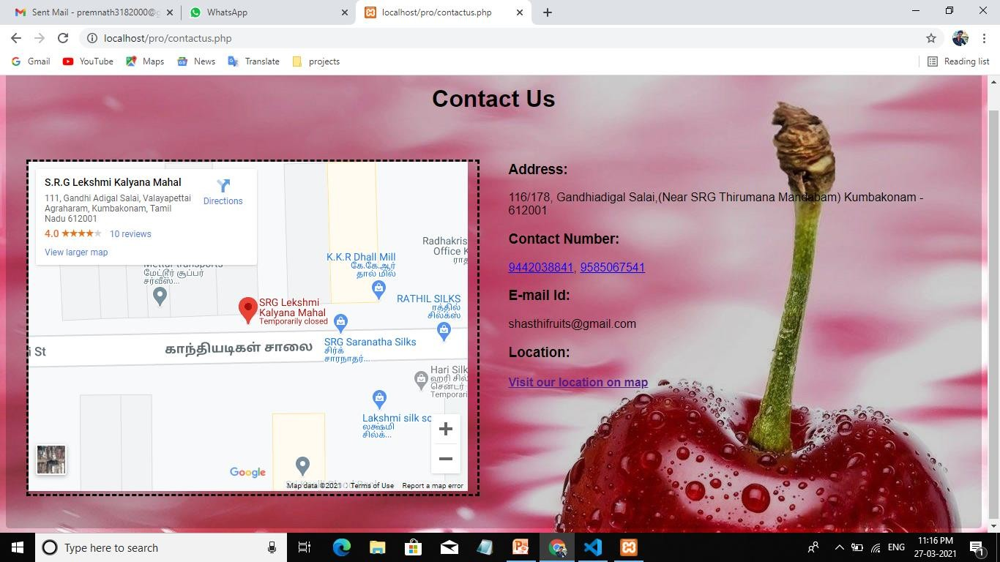 Sent Mail - premnath3182000@g
WhatsApp
localhost/pro/contactus.php
localhost/pro/contactus.php
Gmail
YouTube
Maps
News
Translate
projects
Reading list
Contact Us
S.R.G Lekshmi Kalyana Mahal
111, Gandhi Adigal Salai, Valayapettai
Agraharam, Kumbakonam, Tamil
Nadu 612001
Directions
4.0
10 reviews
View larger map
Mettur Transports
மேட்டூர் சூப்பர்
சர்வீஸ்...
K.K.R Dhall Mill
கே.கே.ஆர்
தால் மில்
Radhakris
Office K
ராத
RATHIL SILKS
ரத்தில்
சில்க்ஸ்
SRG Lekshmi
Kalyana Mahal
Temporarily closed
SRG Saranatha Silks
சிர்க்
சாரநாதர்...
i St
காந்தியடிகள் சாலை
Hari Silk
ஹரி சில்
சென்டர்
Temporari
Lakshmi silk sc
லக்ஷ்மி
சில்க்...
+
−
Google
Map data ©2021
Terms of Use
Report a map error
Address:
116/178, Gandhiadigal Salai,(Near SRG Thirumana Mandabam) Kumbakonam -
612001
Contact Number:
9442038841, 9585067541
E-mail Id:
shasthifruits@gmail.com
Location:
Visit our location on map
Type here to search
ENG
11:16 PM
27-03-2021
1